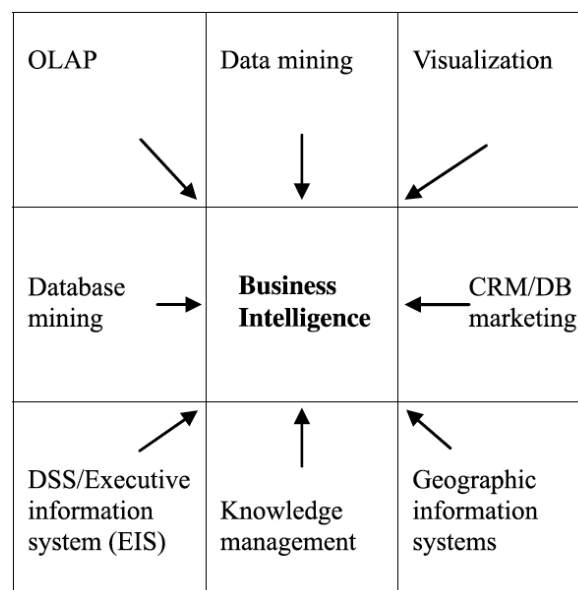 OLAP
Data mining
Visualization
Database
mining
Business
Intelligence
CRM/DB
marketing
DSS/Executive
information
system (EIS)
Knowledge
management
Geographic
information
systems